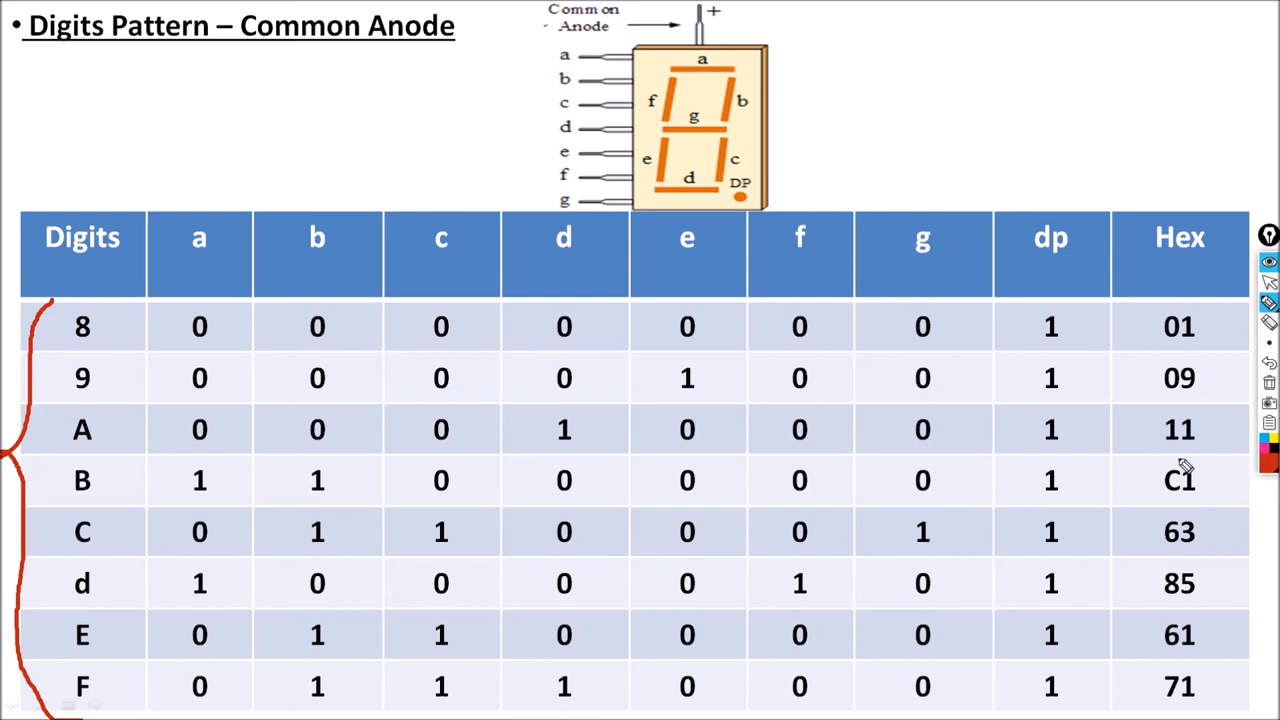 • Digits Pattern – Common Anode
Common
Anode
+
a
b
c
d
e
f
g
a
f b
g
e c
d
DP
Digits a b c d e f g dp Hex
8 0 0 0 0 0 0 0 1 01
9 0 0 0 0 1 0 0 1 09
A 0 0 0 1 0 0 0 1 11
B 1 1 0 0 0 0 0 1 C1
C 0 1 1 0 0 0 1 1 63
d 1 0 0 0 0 1 0 1 85
E 0 1 1 0 0 0 0 1 61
F 0 1 1 1 0 0 0 1 71